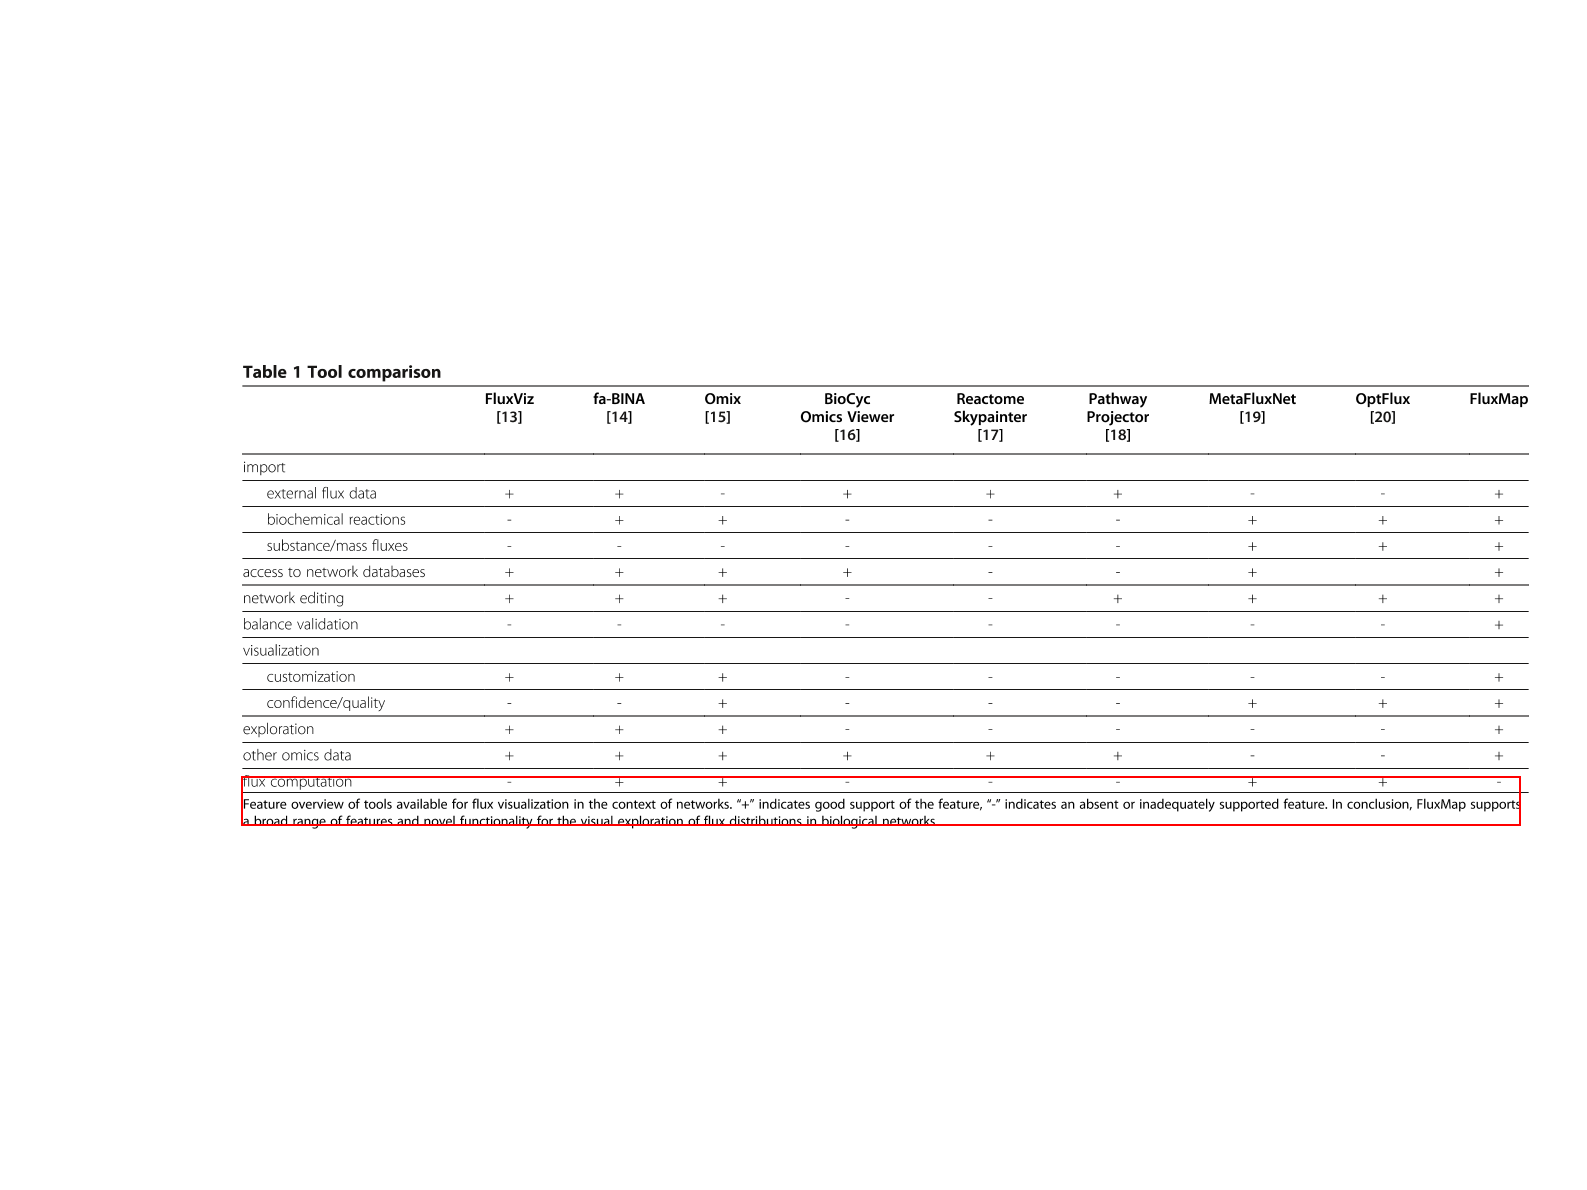 Table 1 Tool comparison
FluxViz fa-BINA Omix BioCyc Reactome Pathway MetaFluxNet OptFlux FluxMap
[13] [14] [15] Omics Viewer Skypainter Projector [19] [20]
[16] [17] [18]
import
external flux data + + - + + + - - +
biochemical reactions - + + - - - + + +
substance/mass fluxes - - - - - - + + +
access to network databases + + + + - - + +
network editing + + + - - + + + +
balance validation - - - - - - - - +
visualization
customization + + + - - - - - +
confidence/quality - - + - - - + + +
exploration + + + - - - - - +
other omics data + + + + + + - - +
flux computation - + + - - - + + -
Feature overview of tools available for flux visualization in the context of networks. “+” indicates good support of the feature, “-” indicates an absent or inadequately supported feature. In conclusion, FluxMap supports
a broad range of features and novel functionality for the visual exploration of flux distributions in biological networks.